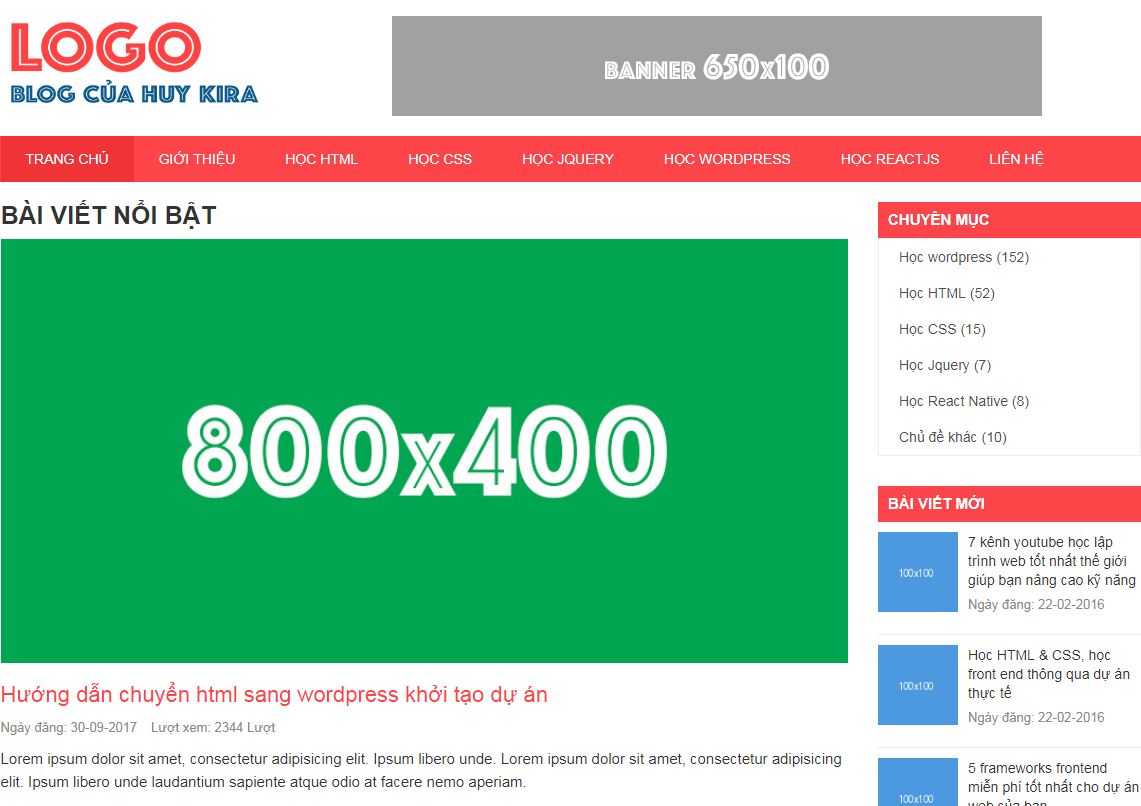 LOGO
BLOG CỦA HUY KIRA
BANNER 650x100
TRANG CHỦ
GIỚI THIỆU
HỌC HTML
HỌC CSS
HỌC JQUERY
HỌC WORDPRESS
HỌC REACTJS
LIÊN HỆ
BÀI VIẾT NỔI BẬT
800x400
Hướng dẫn chuyển html sang wordpress khởi tạo dự án
Ngày đăng: 30-09-2017 Lượt xem: 2344 Lượt
Lorem ipsum dolor sit amet, consectetur adipisicing elit. Ipsum libero unde. Lorem ipsum dolor sit amet, consectetur adipisicing
elit. Ipsum libero unde laudantium sapiente atque odio at facere nemo aperiam.
CHUYÊN MỤC
Học wordpress (152)
Học HTML (52)
Học CSS (15)
Học Jquery (7)
Học React Native (8)
Chủ đề khác (10)
BÀI VIẾT MỚI
100x100
7 kênh youtube học lập
trình web tốt nhất thế giới
giúp bạn nâng cao kỹ năng
Ngày đăng: 22-02-2016
100x100
Học HTML & CSS, học
front end thông qua dự án
thực tế
Ngày đăng: 22-02-2016
100x100
5 frameworks frontend
miễn phí tốt nhất cho dự án
web của bạn